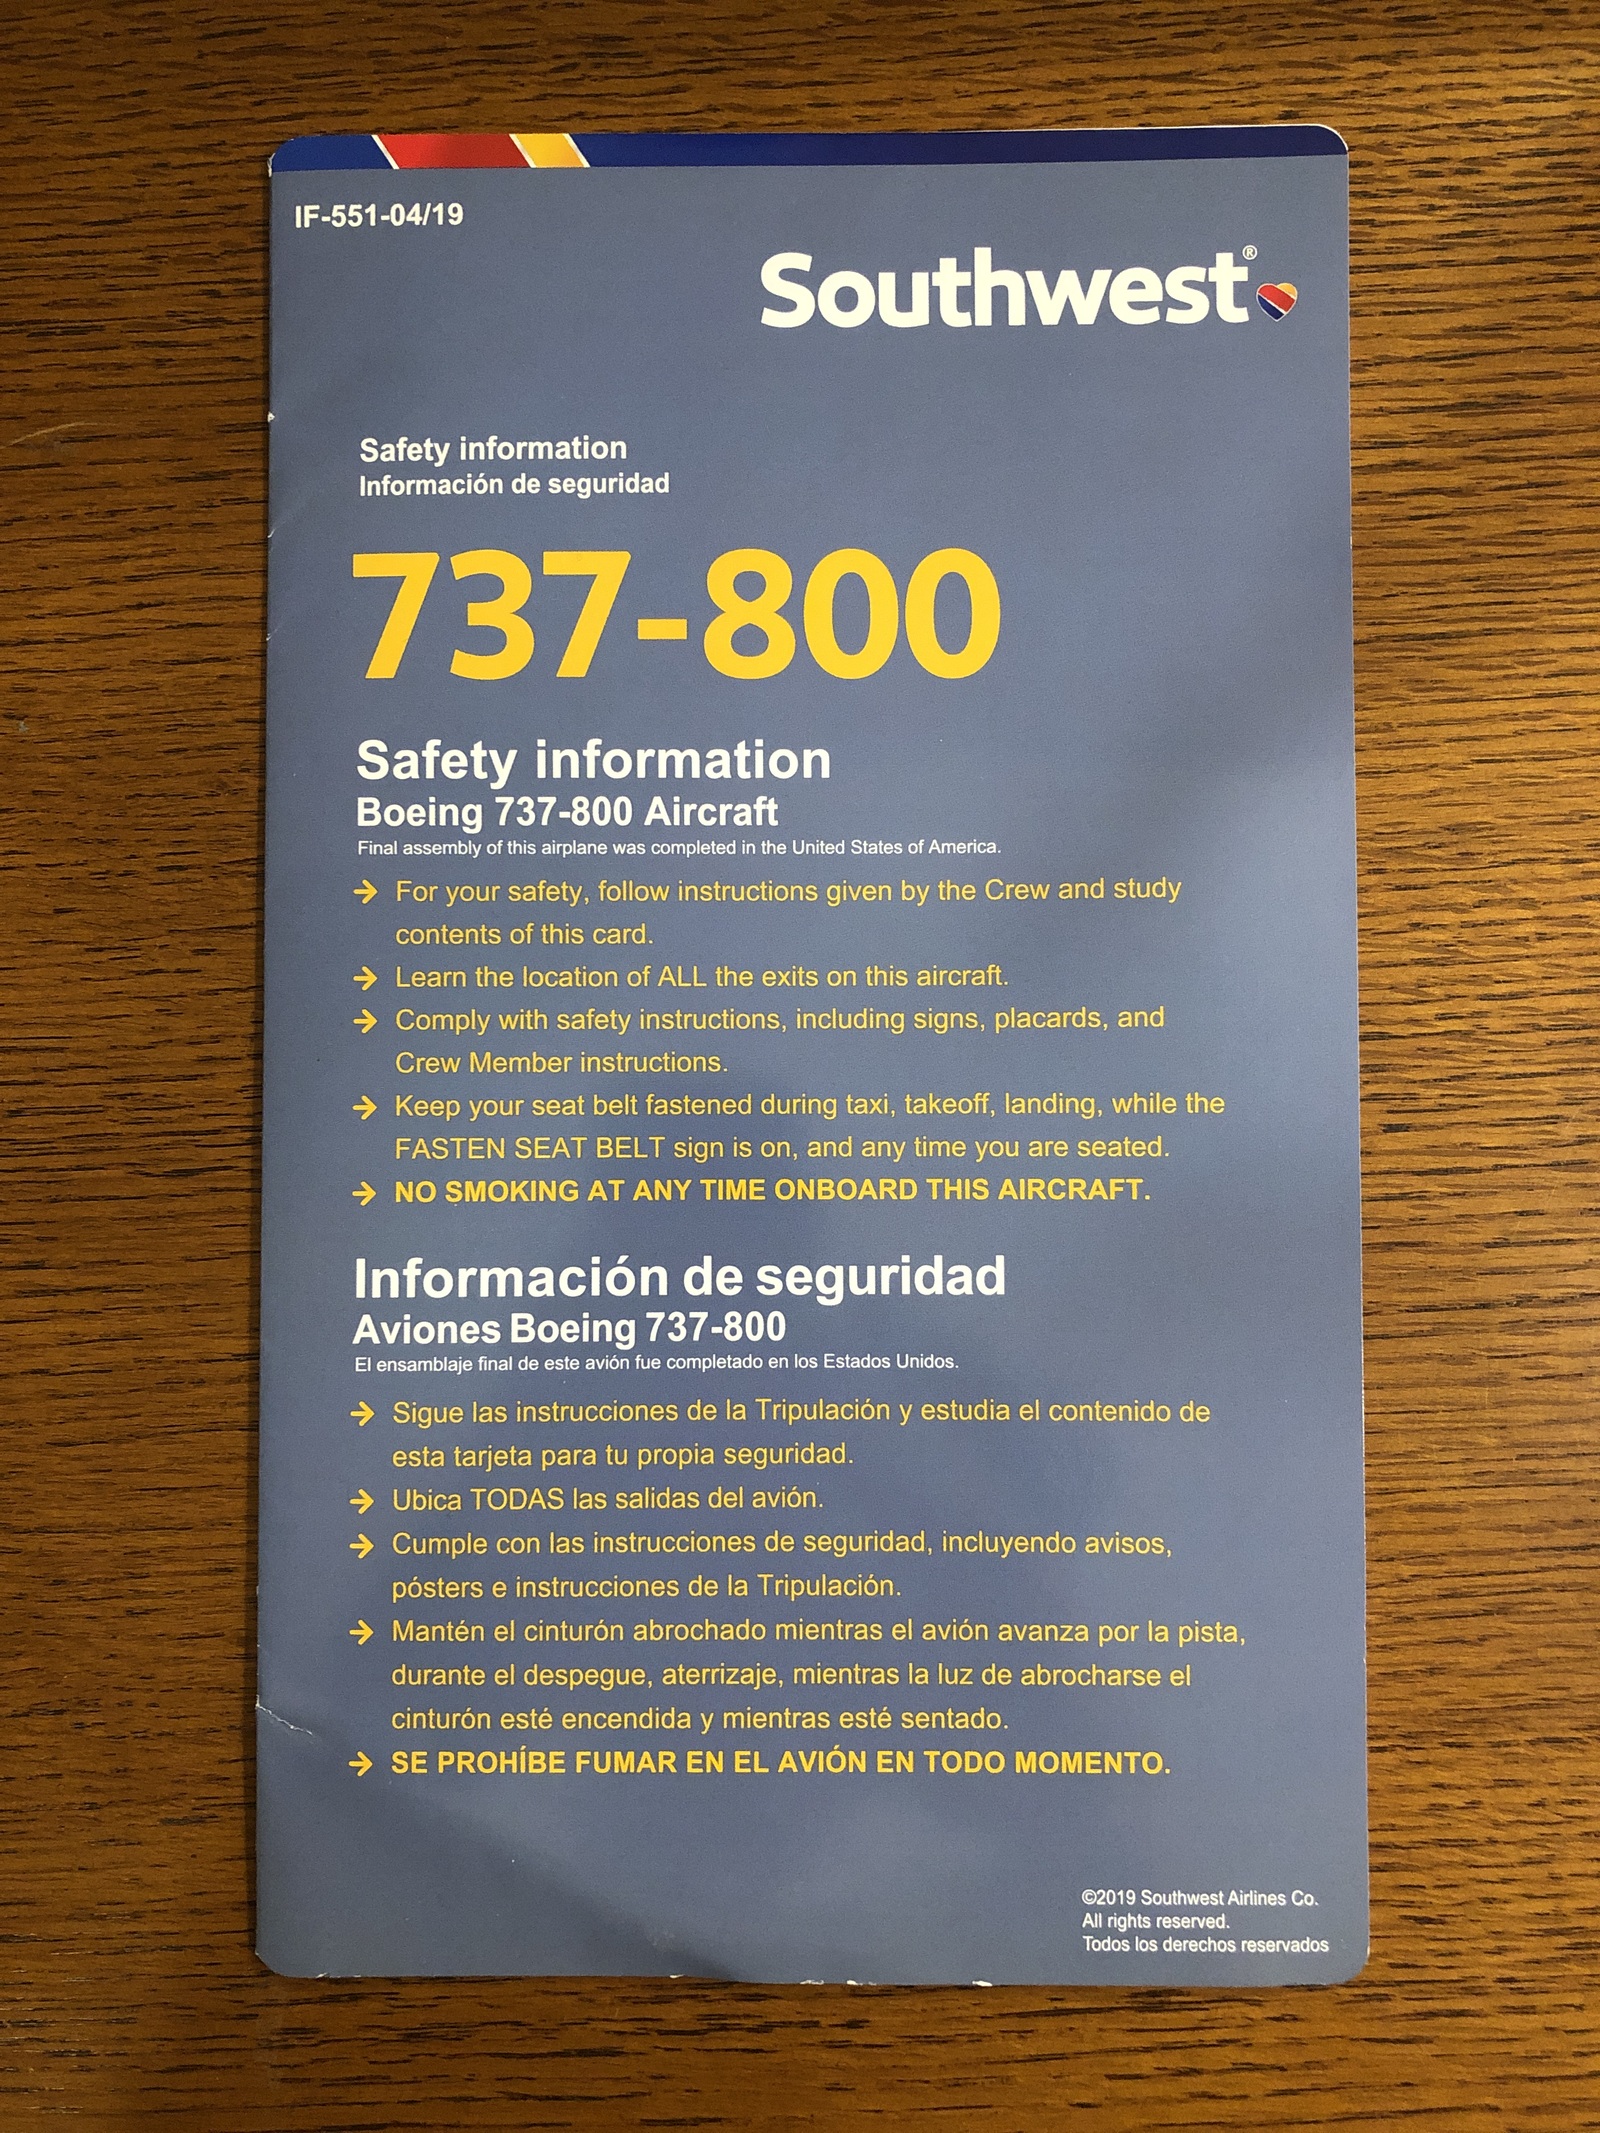 IF-551-04/19
Southwest®
Safety information
Información de seguridad
737-800
Safety information
Boeing 737-800 Aircraft
Final assembly of this airplane was completed in the United States of America.
→ For your safety, follow instructions given by the Crew and study
contents of this card.
→ Learn the location of ALL the exits on this aircraft.
→ Comply with safety instructions, including signs, placards, and
Crew Member instructions.
→ Keep your seat belt fastened during taxi, takeoff, landing, while the
FASTEN SEAT BELT sign is on, and any time you are seated.
→ NO SMOKING AT ANY TIME ONBOARD THIS AIRCRAFT.
Información de seguridad
Aviones Boeing 737-800
El ensamblaje final de este avión fue completado en los Estados Unidos.
→ Sigue las instrucciones de la Tripulación y estudia el contenido de
esta tarjeta para tu propia seguridad.
→ Ubica TODAS las salidas del avión.
→ Cumple con las instrucciones de seguridad, incluyendo avisos,
pósters e instrucciones de la Tripulación.
→ Mantén el cinturón abrochado mientras el avión avanza por la pista,
durante el despegue, aterrizaje, mientras la luz de abrocharse el
cinturón esté encendida y mientras esté sentado.
→ SE PROHÍBE FUMAR EN EL AVIÓN EN TODO MOMENTO.
©2019 Southwest Airlines Co.
All rights reserved.
Todos los derechos reservados